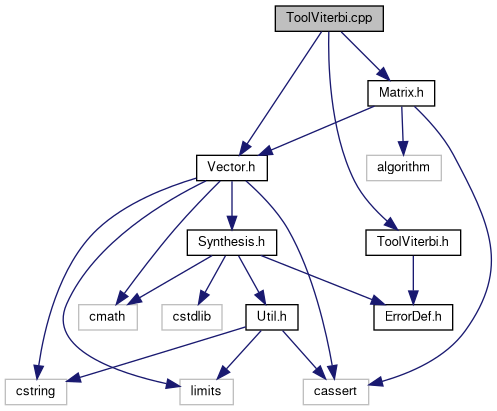 ToolViterbi.cpp
Matrix.h
Vector.h
algorithm
Synthesis.h
ToolViterbi.h
cmath
cstdlib
Util.h
ErrorDef.h
cstring
limits
cassert